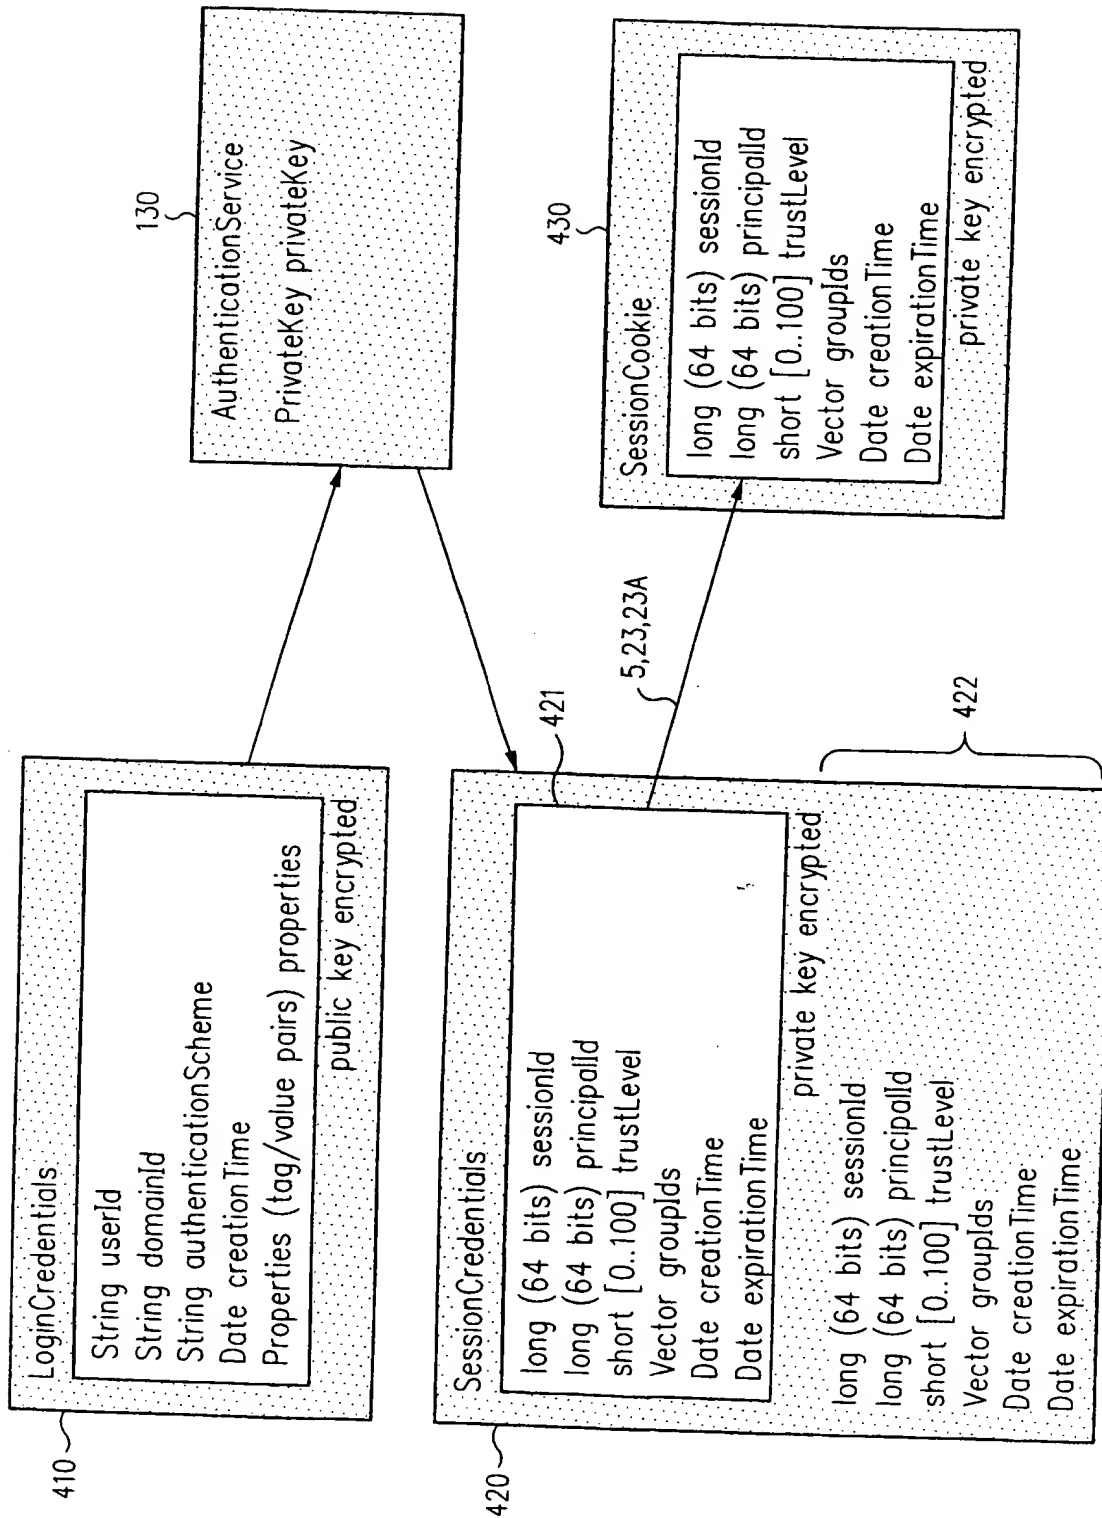 410
LoginCredentials
String userId
String domainId
String authenticationScheme
Date creationTime
Properties (tag/value pairs) properties
public key encrypted
130
AuthenticationService
PrivateKey privateKey
420
SessionCredentials
421
long (64 bits) sessionId
long (64 bits) principalId
short [0..100] trustLevel
Vector groupIds
Date creationTime
Date expirationTime
private key encrypted
long (64 bits) sessionId
long (64 bits) principalId
short [0..100] trustLevel
Vector groupIds
Date creationTime
Date expirationTime
422
5,23,23A
430
SessionCookie
long (64 bits) sessionId
long (64 bits) principalId
short [0..100] trustLevel
Vector groupIds
Date creationTime
Date expirationTime
private key encrypted